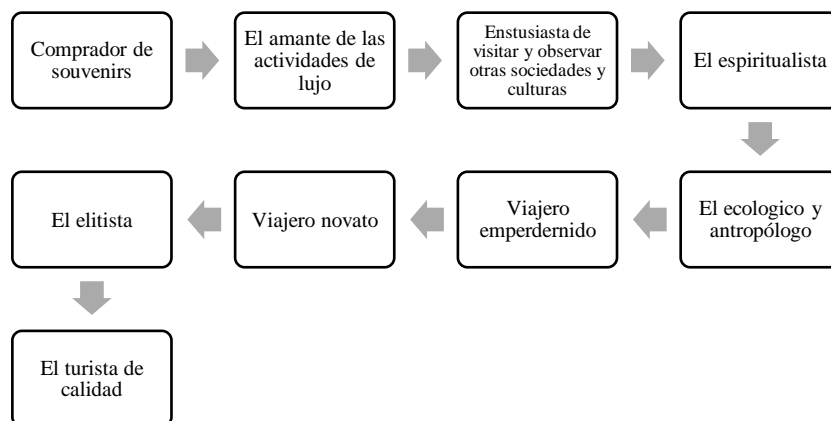 Comprador de
souvenirs
El amante de las
actividades de
lujo
Enstusiasta de
visitar y observar
otras sociedades y
culturas
El espiritualista
El ecologico y
antropólogo
Viajero
emperdernido
Viajero novato
El elitista
El turista de
calidad